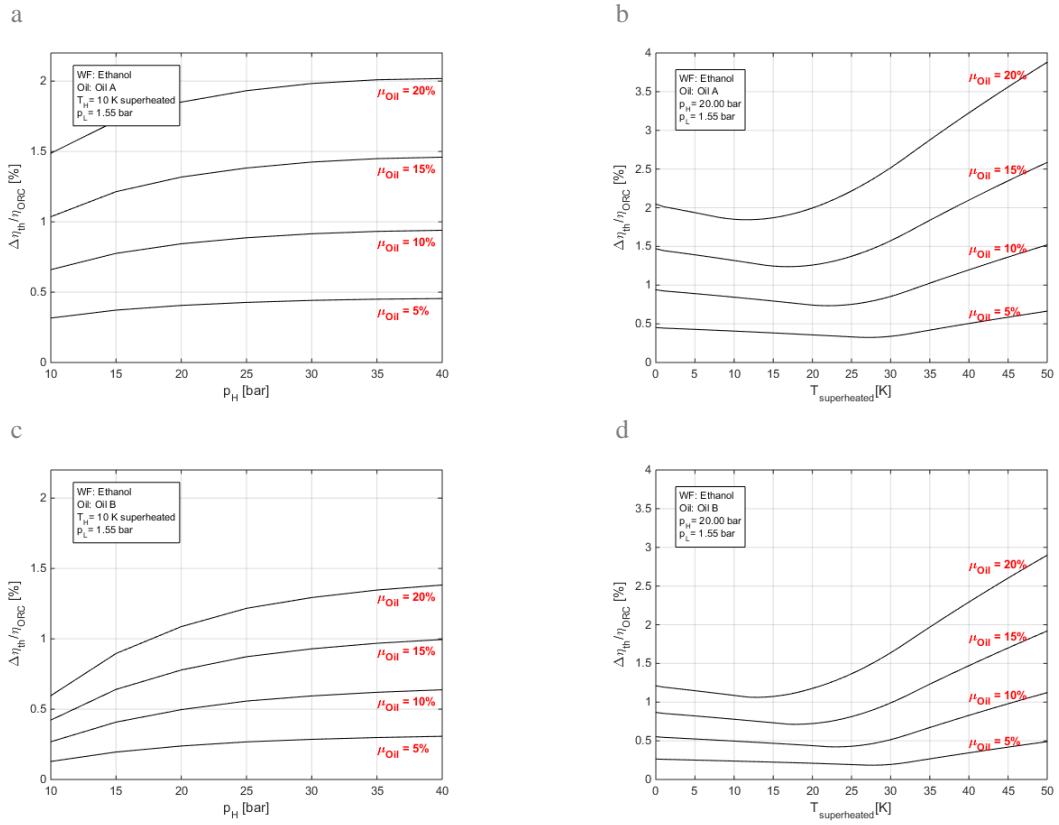 a
WF: Ethanol
Oil: Oil A
T_H= 10 K superheated
p_L= 1.55 bar
μ_Oil = 20%
μ_Oil = 15%
μ_Oil = 10%
μ_Oil = 5%
Δη_th/η_ORC [%]
2
1.5
1
0.5
0
10 15 20 25 30 35 40
p_H [bar]
b
WF: Ethanol
Oil: Oil A
p_H= 20.00 bar
p_L= 1.55 bar
μ_Oil = 20%
μ_Oil = 15%
μ_Oil = 10%
μ_Oil = 5%
Δη_th/η_ORC [%]
4
3.5
3
2.5
2
1.5
1
0.5
0
0 5 10 15 20 25 30 35 40 45 50
T_superheated[K]
c
WF: Ethanol
Oil: Oil B
T_H= 10 K superheated
p_L= 1.55 bar
μ_Oil = 20%
μ_Oil = 15%
μ_Oil = 10%
μ_Oil = 5%
Δη_th/η_ORC [%]
2
1.5
1
0.5
0
10 15 20 25 30 35 40
p_H [bar]
d
WF: Ethanol
Oil: Oil B
p_H= 20.00 bar
p_L= 1.55 bar
μ_Oil = 20%
μ_Oil = 15%
μ_Oil = 10%
μ_Oil = 5%
Δη_th/η_ORC [%]
4
3.5
3
2.5
2
1.5
1
0.5
0
0 5 10 15 20 25 30 35 40 45 50
T_superheated[K]